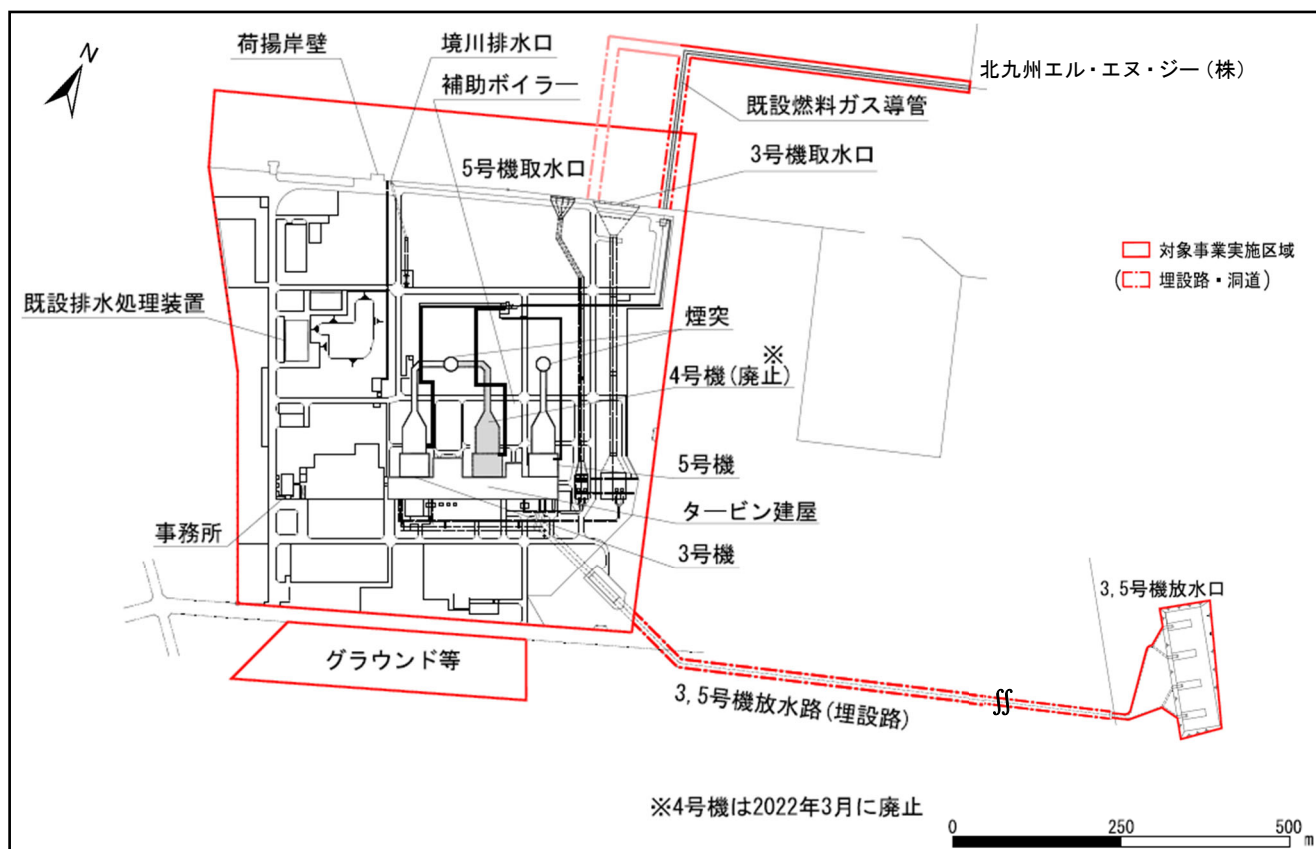 N
荷揚岸壁
境川排水口
補助ボイラー
北九州エル・エヌ・ジー(株)
既設燃料ガス導管
5号機取水口
3号機取水口
対象事業実施区域
(埋設路・洞道)
既設排水処理装置
煙突
※
4号機(廃止)
5号機
タービン建屋
事務所
3号機
3,5号機放水口
グラウンド等
3,5号機放水路(埋設路)
※4号機は2022年3月に廃止
0 250 500 m